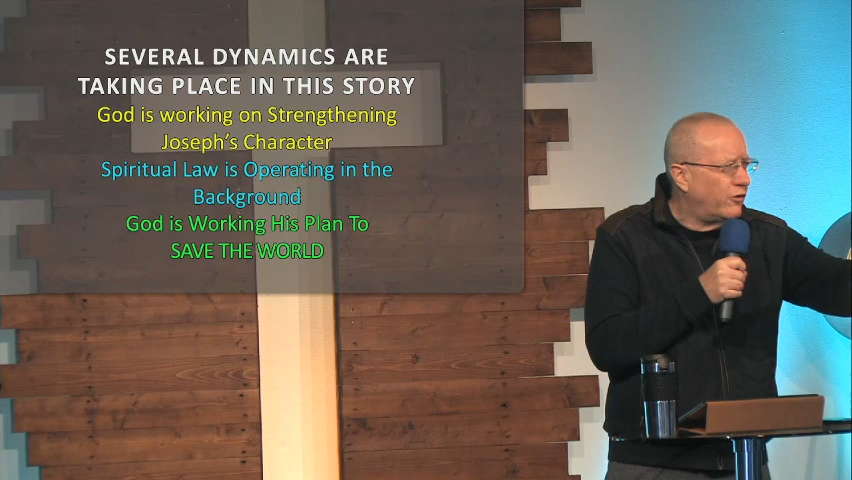 SEVERAL DYNAMICS ARE
TAKING PLACE IN THIS STORY
God is working on Strengthening
Joseph's Character
Spiritual Law is Operating in the
Background
God is Working His Plan To
SAVE THE WORLD